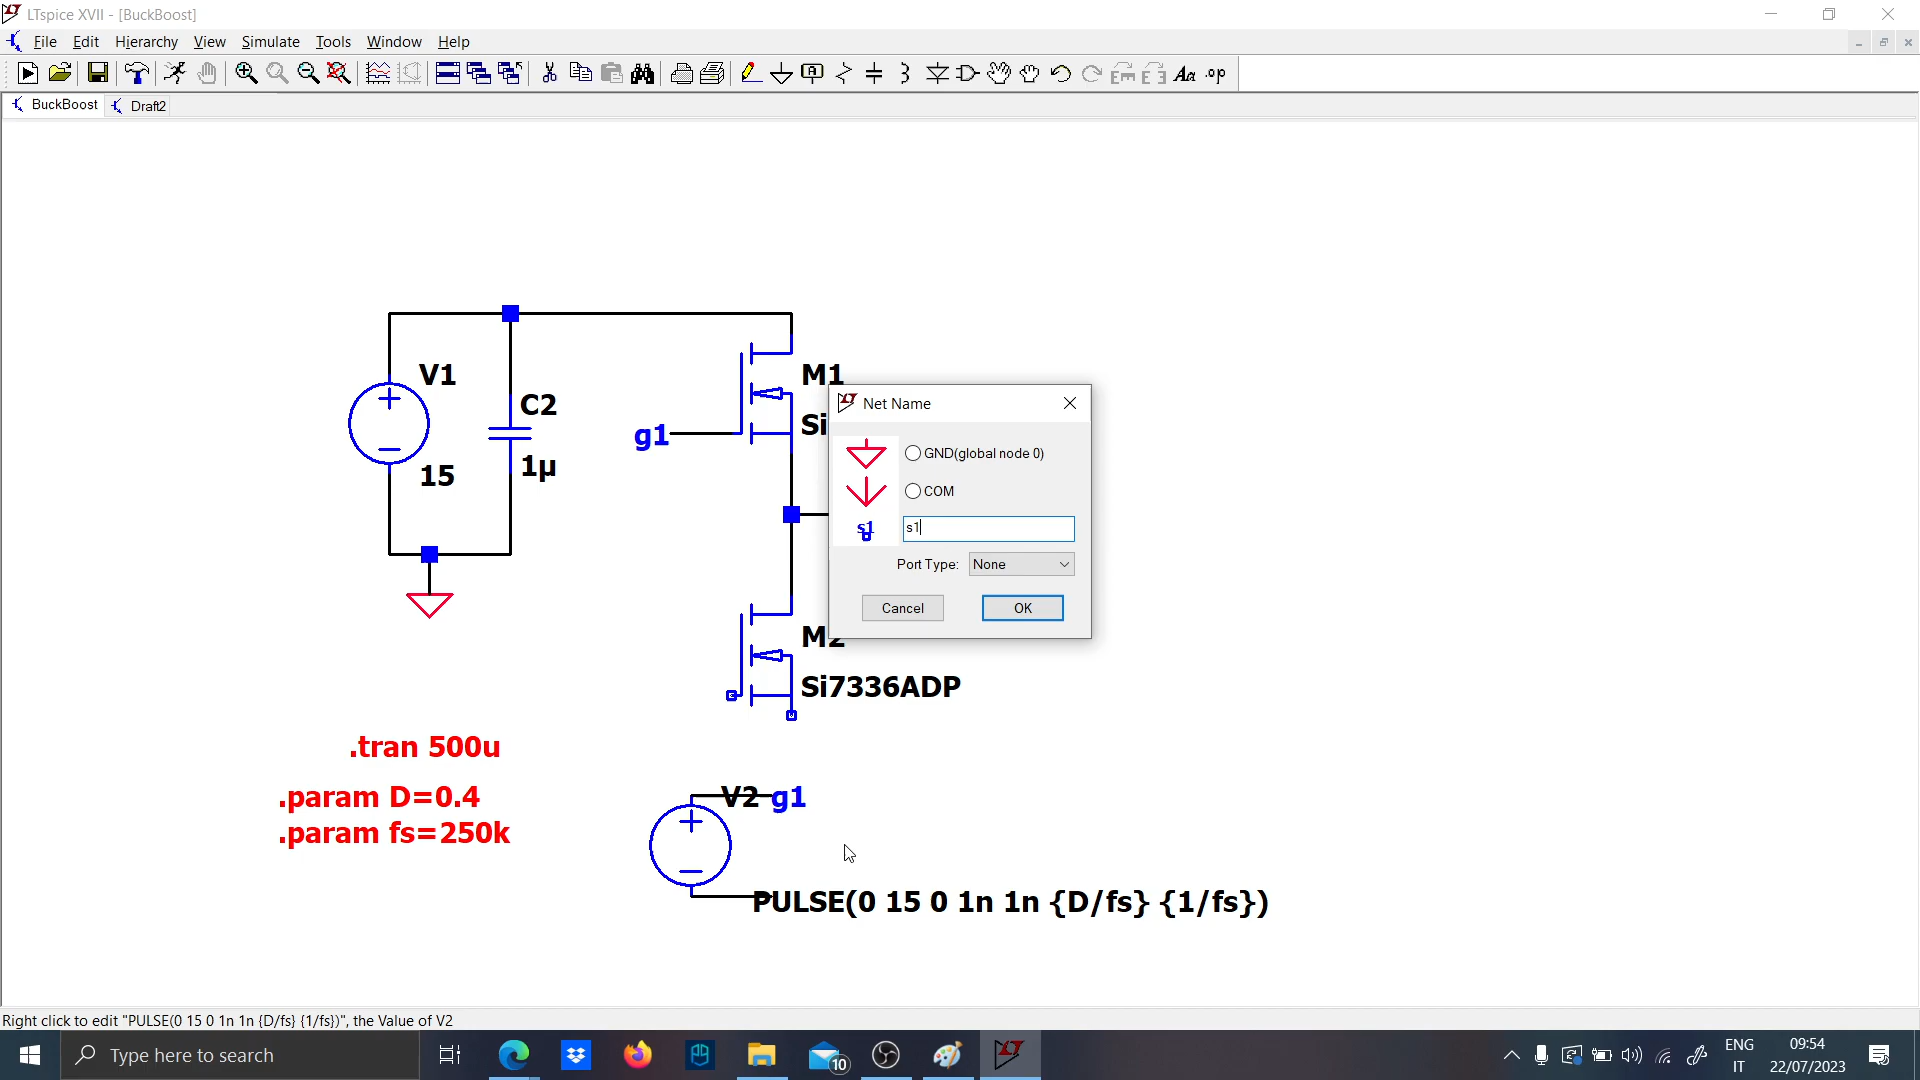 LTspice XVII - [BuckBoost]
File Edit Hierarchy View Simulate Tools Window Help
Aa .op
BuckBoost Draft2
V1
15
C2
1µ
g1
M1
Si
Net Name
GND(global node 0)
COM
s1 s1
Port Type: None
Cancel OK
M2
Si7336ADP
.tran 500u
.param D=0.4
.param fs=250k
V2 g1
PULSE(0 15 0 1n 1n {D/fs} {1/fs})
Right click to edit "PULSE(0 15 0 1n 1n {D/fs} {1/fs})", the Value of V2
Type here to search
10
ENG
IT
09:54
22/07/2023